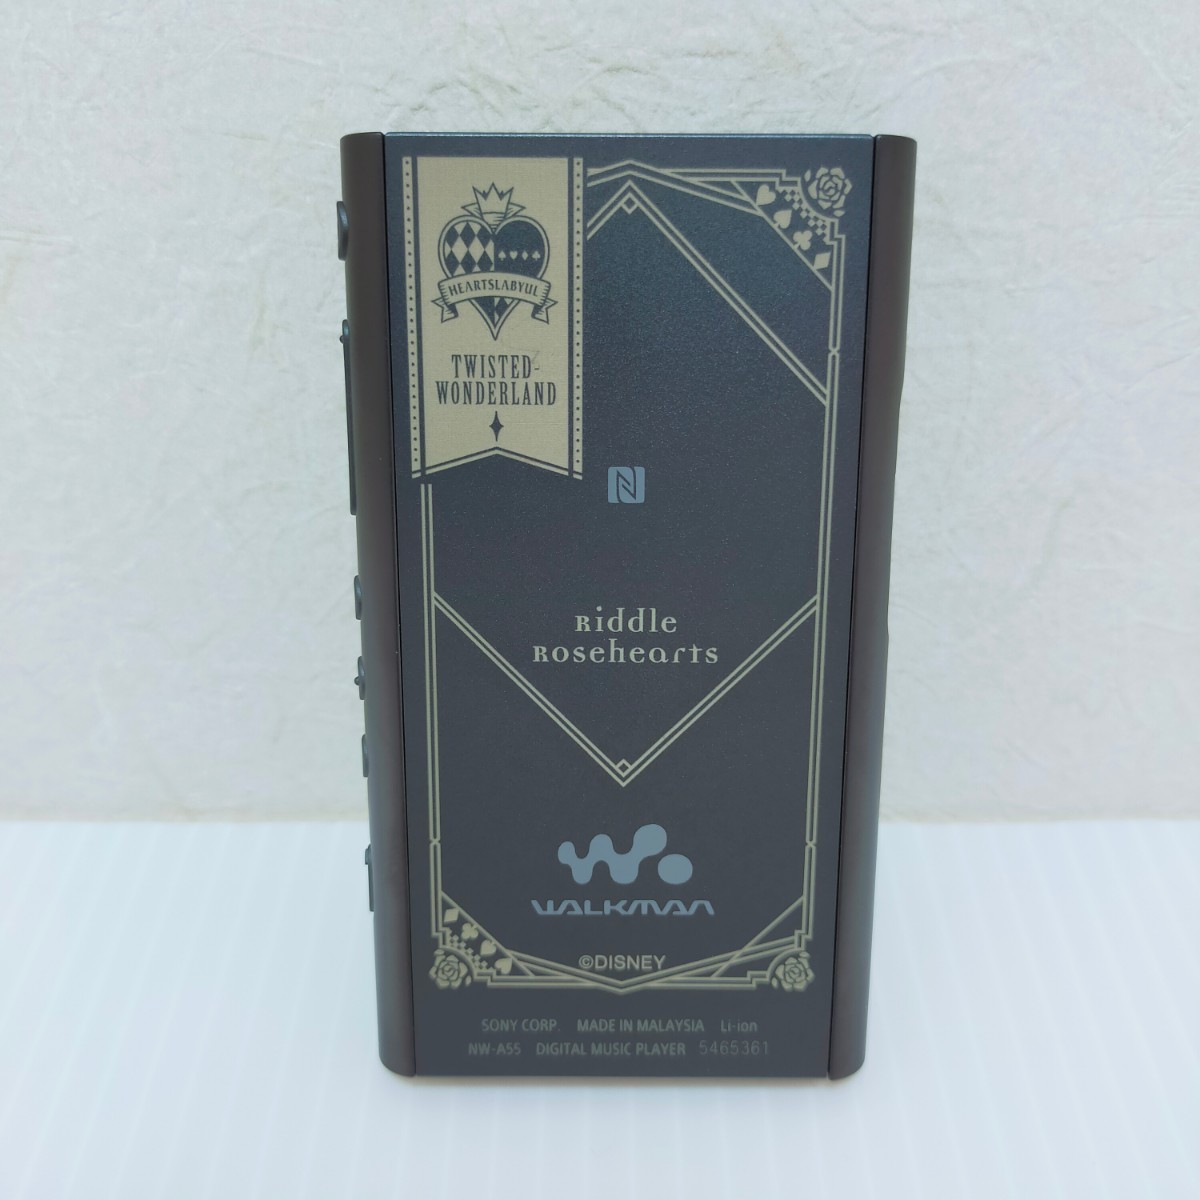 HEARTSLABYUL
TWISTED-
WONDERLAND
Riddle
Rosehearts
WALKMAN
©DISNEY
SONY CORP. MADE IN MALAYSIA Li-ion
NW-A55 DIGITAL MUSIC PLAYER 5465361